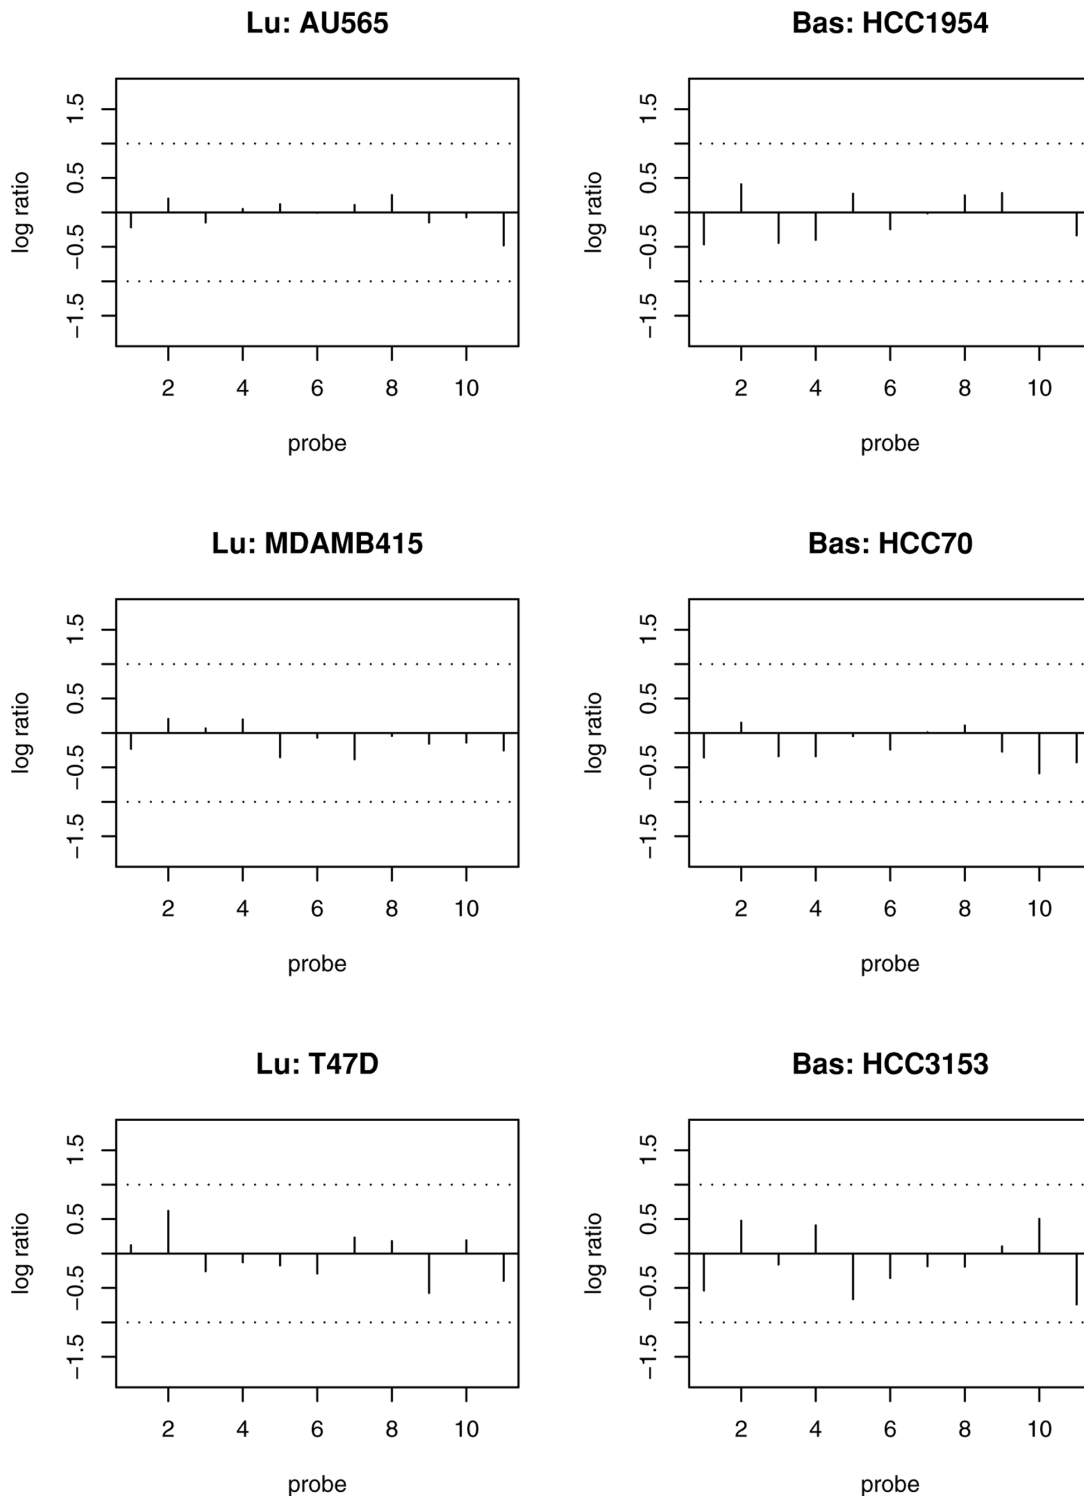 Lu: AU565
log ratio
1.5
0.5
−0.5
−1.5
2 4 6 8 10
probe
Bas: HCC1954
log ratio
1.5
0.5
−0.5
−1.5
2 4 6 8 10
probe
Lu: MDAMB415
log ratio
1.5
0.5
−0.5
−1.5
2 4 6 8 10
probe
Bas: HCC70
log ratio
1.5
0.5
−0.5
−1.5
2 4 6 8 10
probe
Lu: T47D
log ratio
1.5
0.5
−0.5
−1.5
2 4 6 8 10
probe
Bas: HCC3153
log ratio
1.5
0.5
−0.5
−1.5
2 4 6 8 10
probe